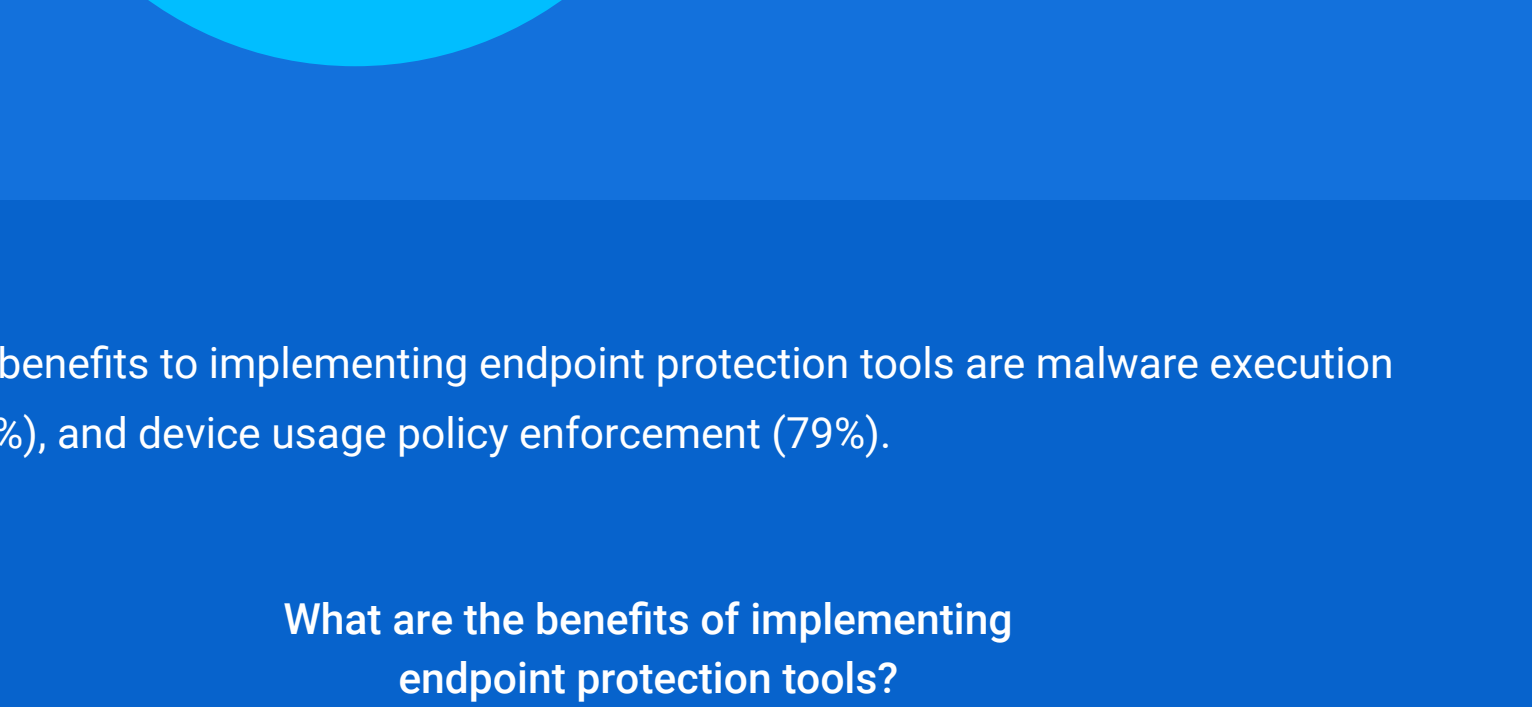 benefits to implementing endpoint protection tools are malware execution
%), and device usage policy enforcement (79%).
What are the benefits of implementing
endpoint protection tools?